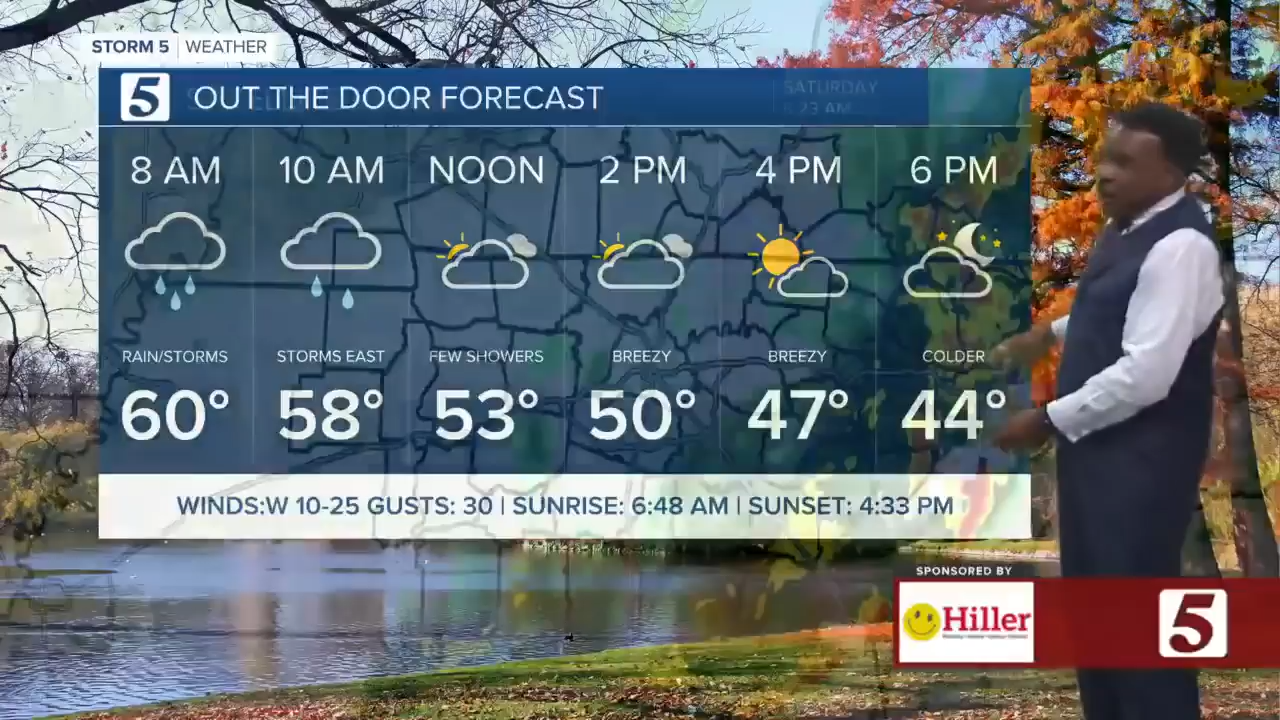 STORM 5 | WEATHER
5 OUT THE DOOR FORECAST
SATURDAY
:23 AM
8 AM 10 AM NOON 2 PM 4 PM 6 PM
RAIN/STORMS STORMS EAST FEW SHOWERS BREEZY BREEZY COLDER
60° 58° 53° 50° 47° 44°
WINDS:W 10-25 GUSTS: 30 | SUNRISE: 6:48 AM | SUNSET: 4:33 PM
SPONSORED BY
Hiller
5